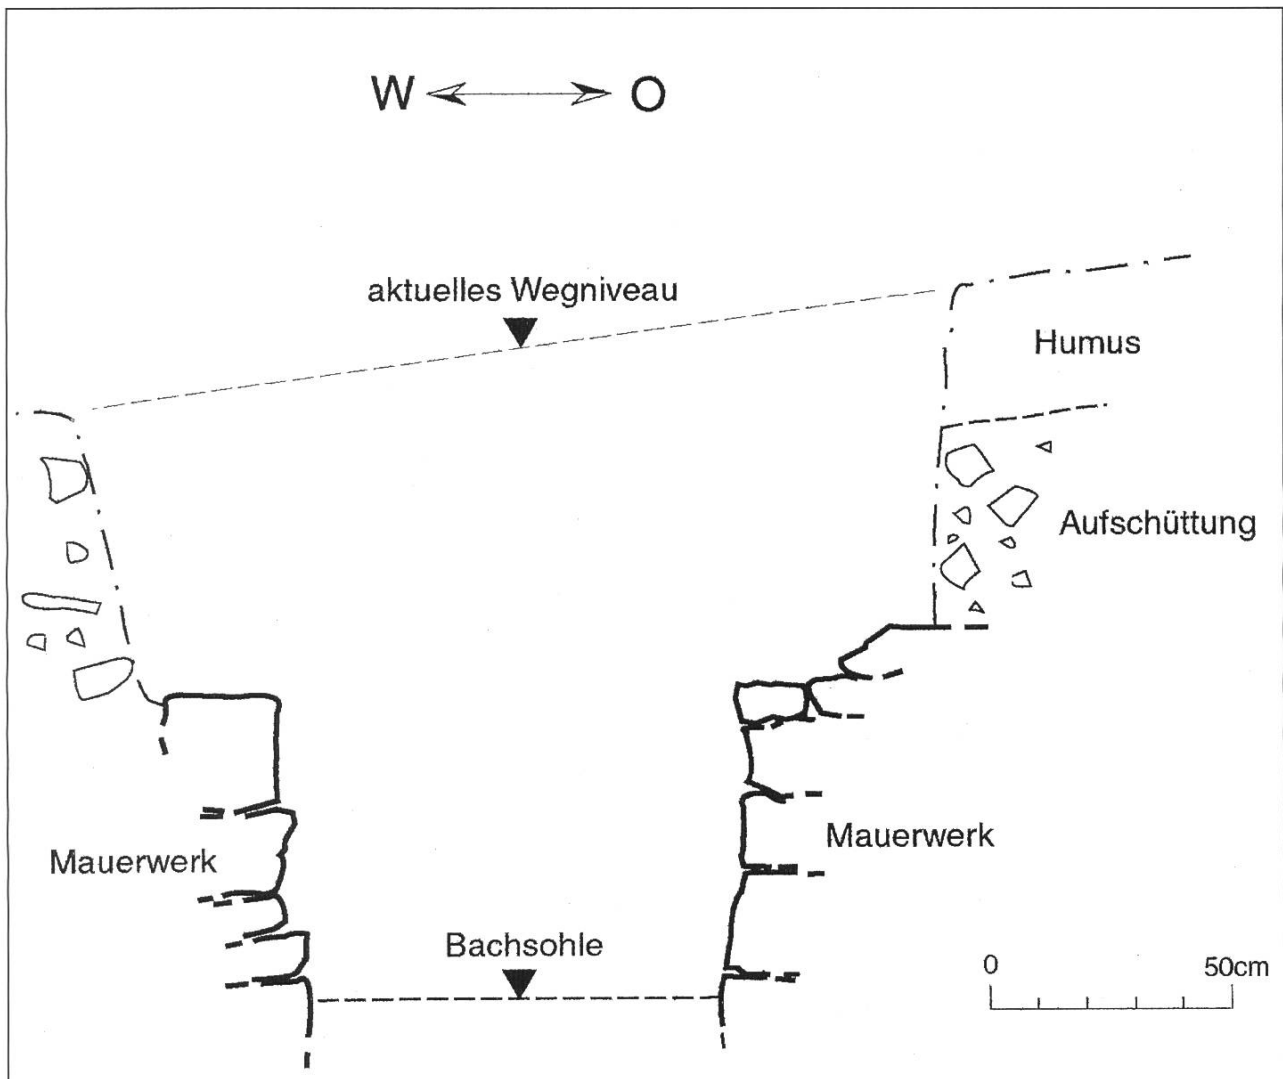 W O
aktuelles Wegniveau
Humus
Aufschüttung
Mauerwerk
Mauerwerk
Bachsohle
0 50cm